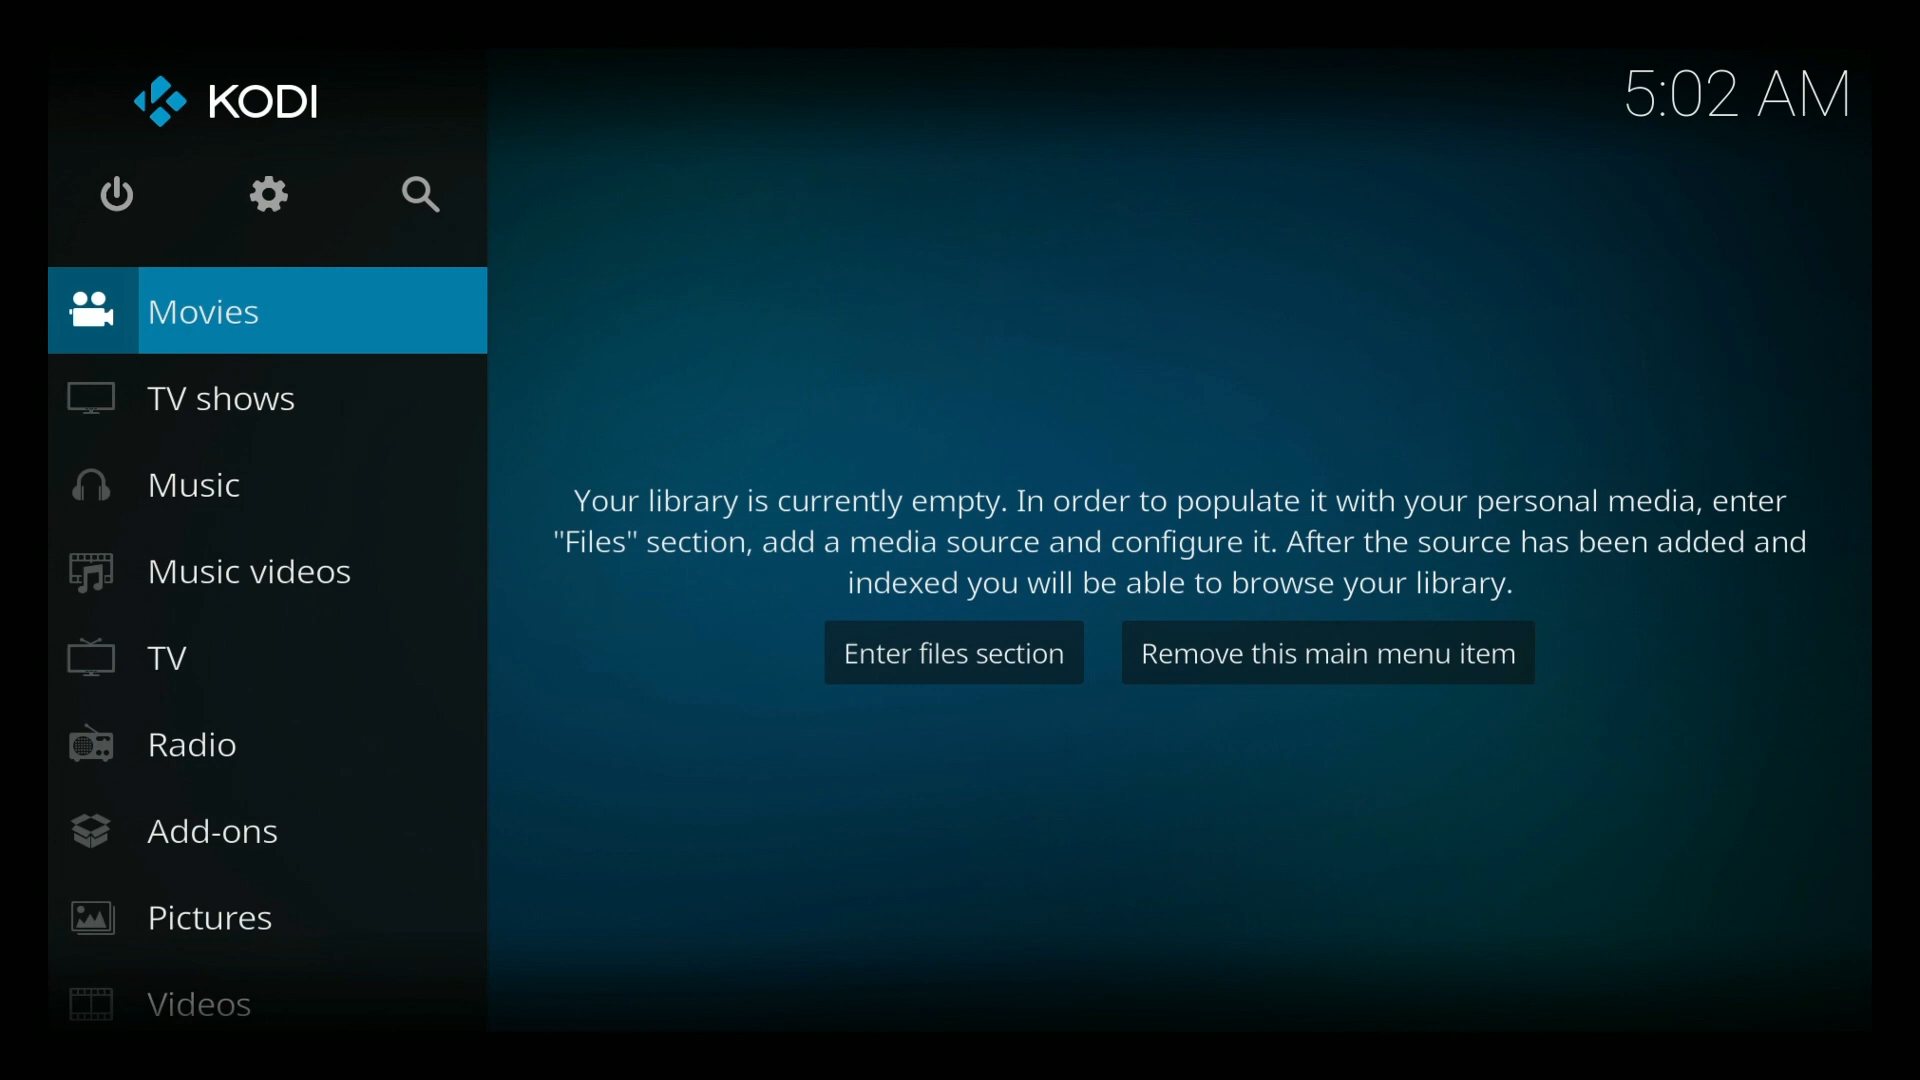 KODI
5:02 AM
Movies
TV shows
Music
Music videos
TV
Radio
Add-ons
Pictures
Videos
Your library is currently empty. In order to populate it with your personal media, enter
"Files" section, add a media source and configure it. After the source has been added and
indexed you will be able to browse your library.
Enter files section
Remove this main menu item